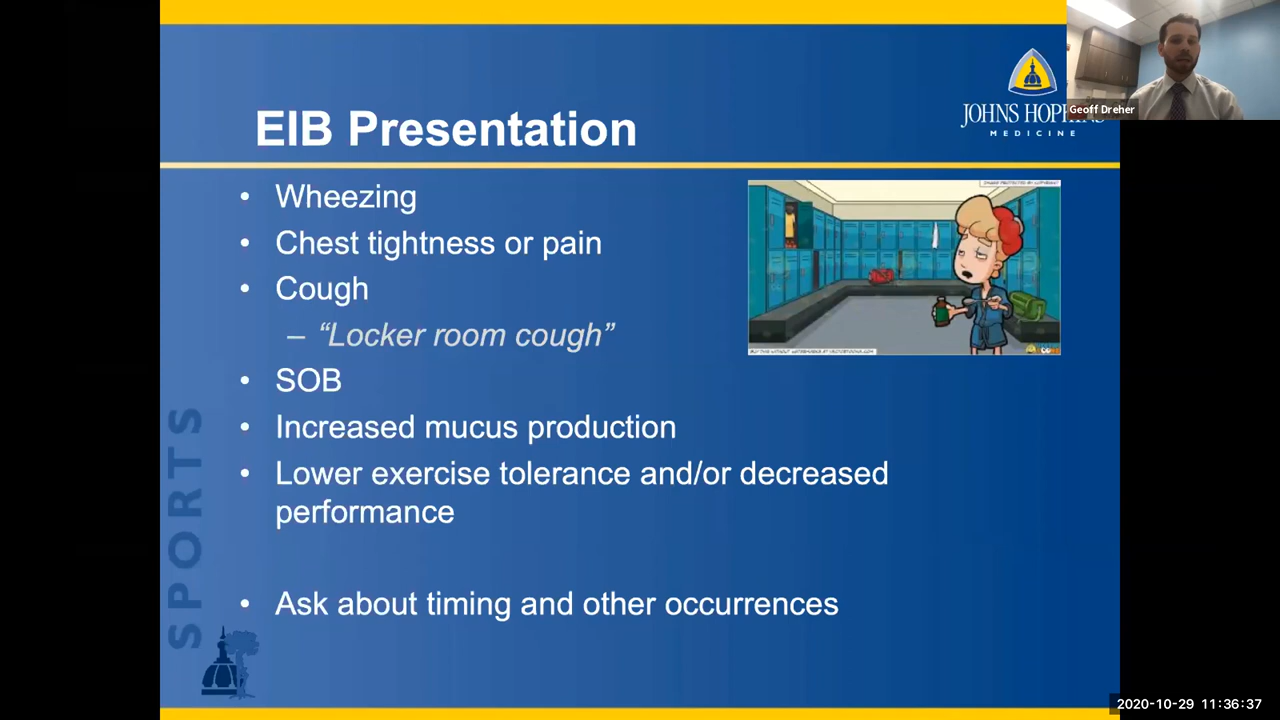 Geoff Dreher
JOHNS HOPKINS
MEDICINE
EIB Presentation
• Wheezing
• Chest tightness or pain
• Cough
– “Locker room cough”
• SOB
• Increased mucus production
• Lower exercise tolerance and/or decreased
performance
• Ask about timing and other occurrences
SPORTS
2020-10-29 11:36:37